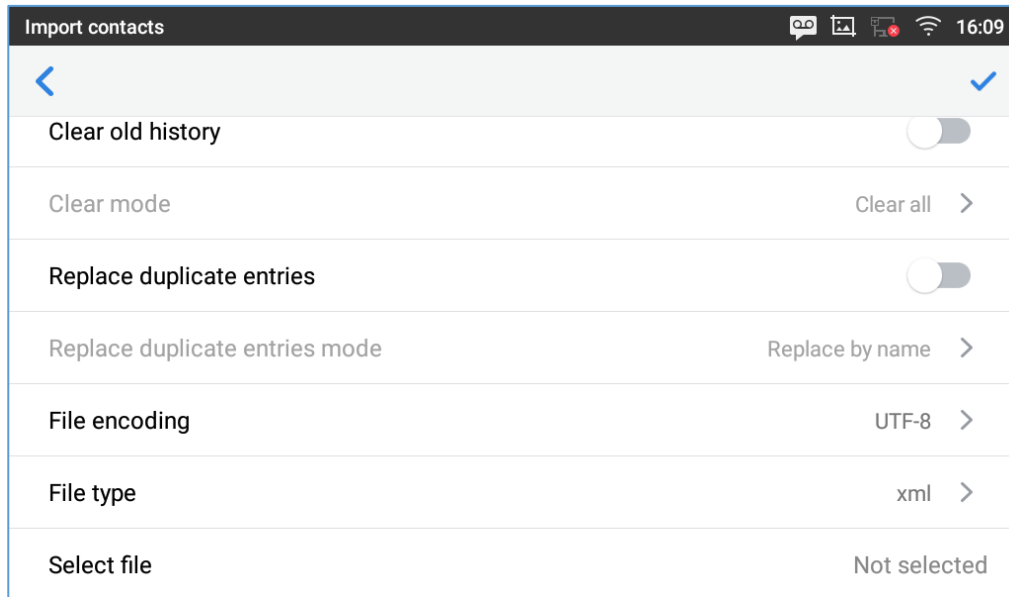 Import contacts 16:09
Clear old history
Clear mode Clear all
Replace duplicate entries
Replace duplicate entries mode Replace by name
File encoding UTF-8
File type xml
Select file Not selected